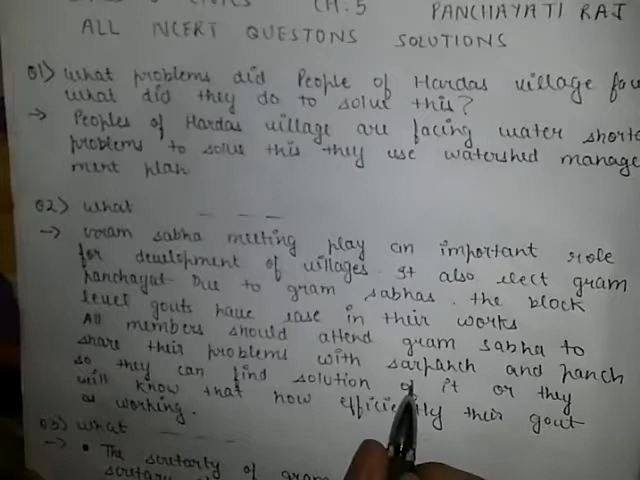 CH.5 PANCHAYATI RAJ
ALL NCERT QUESTONS SOLUTIONS
Q1) What problems did People of Hardas village
what did they do to solve this?
→ Peoples of Hardas village are facing water
problems to solve this they use watershed manage
ment plan
Q2) what _ _ _
→ Gram sabha meeting play an important role
for development of villages. It also elect gram
panchayat. Due to gram sabhas. the block
level gouts have ease in their works
All members should attend gram sabha to
share their problems with sarpanch and panch
so they can find solution of it or they
will know that how efficiently their gout
is working.
Q3) what _ _ _
→ • The secretary of gram